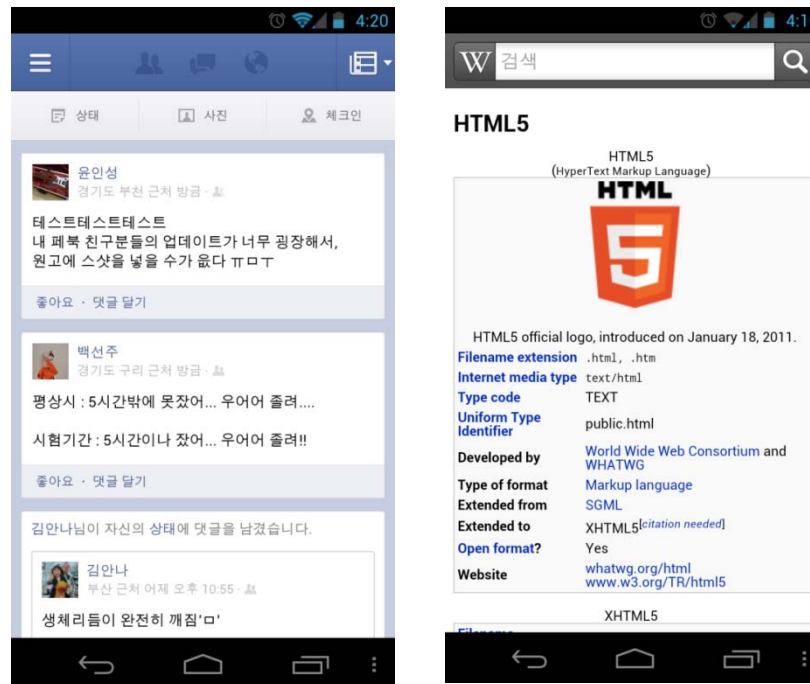 4:20
상태
사진
체크인
윤인성
경기도 부천 근처 방금 ·
테스트테스트테스트
내 페북 친구분들의 업데이트가 너무 굉장해서,
원고에 스샷을 넣을 수가 읎다 ㅠㅁㅜ
좋아요 · 댓글 달기
백선주
경기도 구리 근처 방금 ·
평상시 : 5시간밖에 못잤어... 우어어 졸려....
시험기간 : 5시간이나 잤어... 우어어 졸려!!
좋아요 · 댓글 달기
김안나님이 자신의 상태에 댓글을 남겼습니다.
김안나
부산 근처 어제 오후 10:55 ·
생체리듬이 완전히 깨짐'ㅁ'
W 검색
HTML5
HTML5
(HyperText Markup Language)
HTML
5
HTML5 official logo, introduced on January 18, 2011.
Filename extension .html, .htm
Internet media type text/html
Type code TEXT
Uniform Type
Identifier public.html
Developed by World Wide Web Consortium and
WHATWG
Type of format Markup language
Extended from SGML
Extended to XHTML5[citation needed]
Open format? Yes
Website whatwg.org/html
www.w3.org/TR/html5
XHTML5